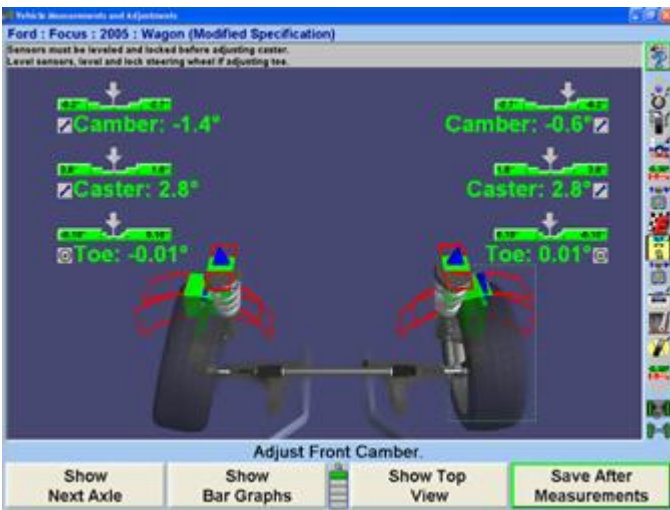 Vehicle Measurements and Adjustments
Ford : Focus : 2005 : Wagon (Modified Specification)
Sensors must be leveled and locked before adjusting caster.
Level sensors, level and lock steering wheel if adjusting toe.
Camber: -1.4°
Camber: -0.6°
Caster: 2.8°
Caster: 2.8°
Toe: -0.01°
Toe: 0.01°
Adjust Front Camber.
Show Next Axle
Show Bar Graphs
Show Top View
Save After Measurements